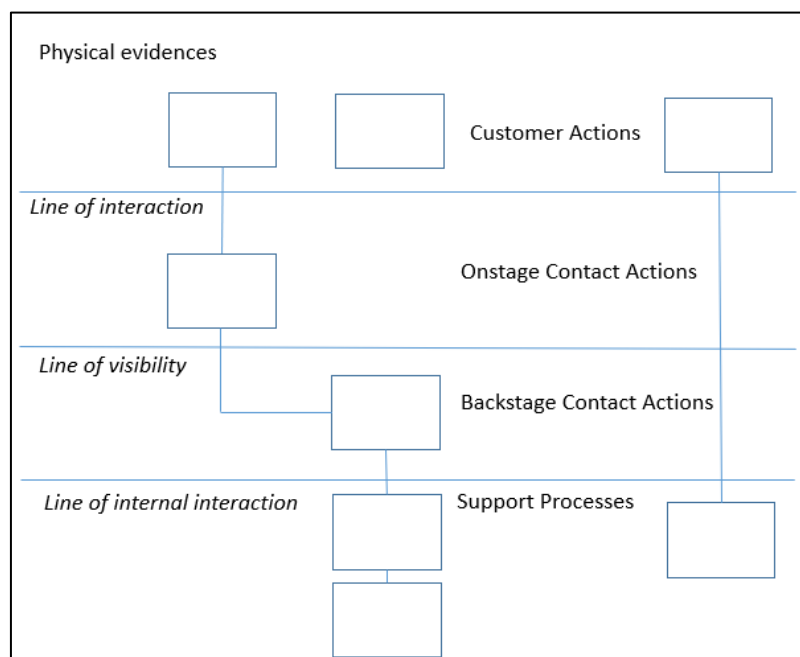 Physical evidences
Customer Actions
Line of interaction
Onstage Contact Actions
Line of visibility
Backstage Contact Actions
Line of internal interaction
Support Processes